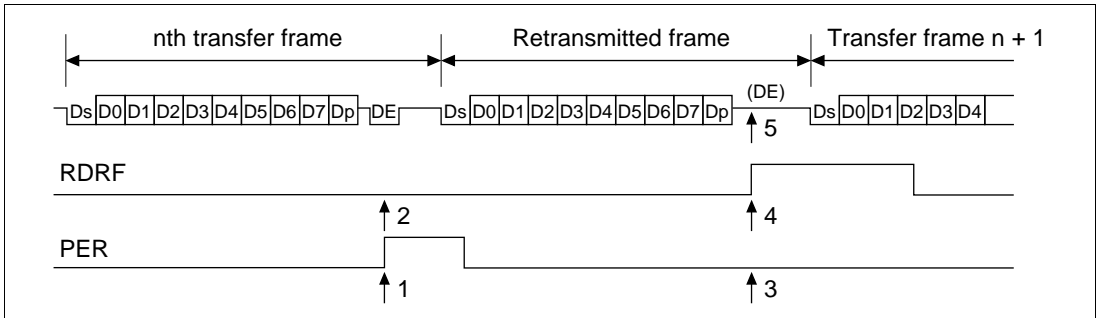 nth transfer frame Retransmitted frame Transfer frame n + 1
(DE)
Ds D0 D1 D2 D3 D4 D5 D6 D7 Dp DE Ds D0 D1 D2 D3 D4 D5 D6 D7 Dp Ds D0 D1 D2 D3 D4
5
RDRF
2 4
PER
1 3